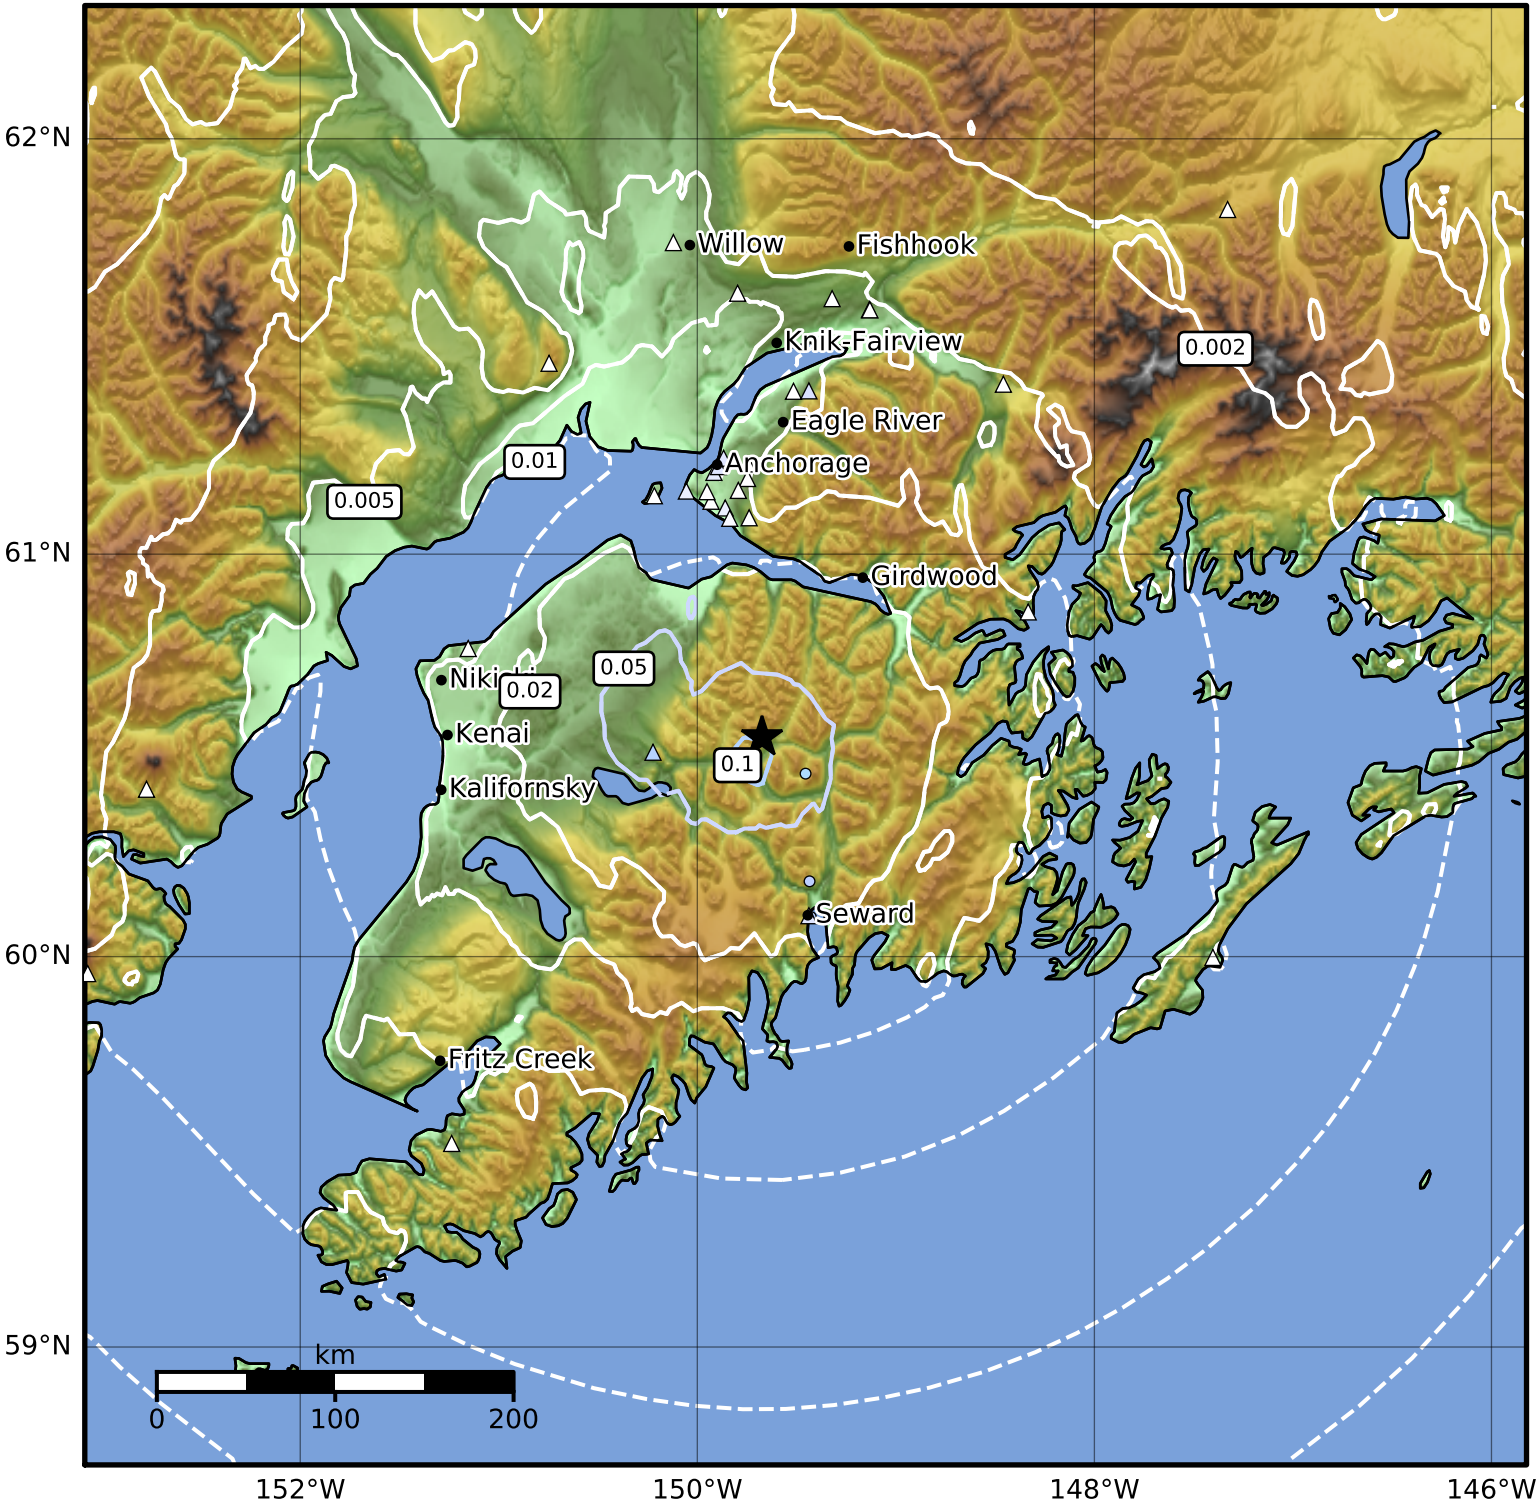 62°N
61°N
60°N
59°N
152°W
150°W
148°W
146°W
Willow
Fishhook
Knik-Fairview
0.002
Eagle River
Anchorage
0.01
0.005
Girdwood
0.05
0.02
Kenai
0.1
Kalifornsky
Seward
Fritz Creek
km
0
100
200